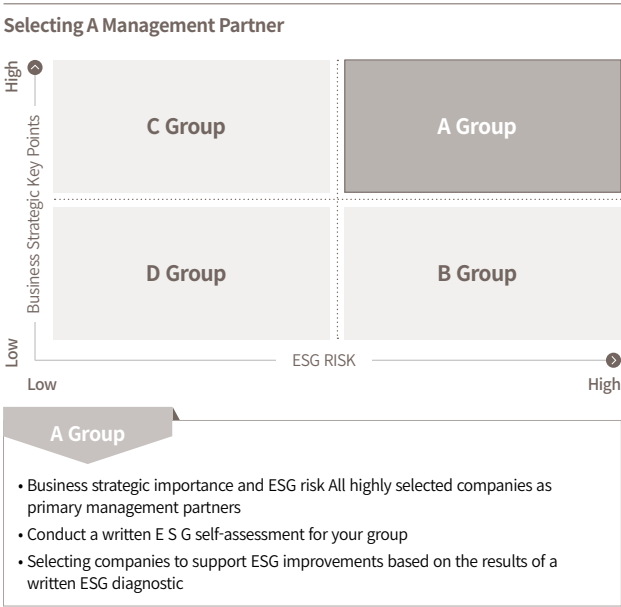 Selecting A Management Partner
High
C Group
A Group
Business Strategic Key Points
D Group
B Group
Low
ESG RISK
Low
High
A Group
• Business strategic importance and ESG risk All highly selected companies as
primary management partners
• Conduct a written E S G self-assessment for your group
• Selecting companies to support ESG improvements based on the results of a
written ESG diagnostic